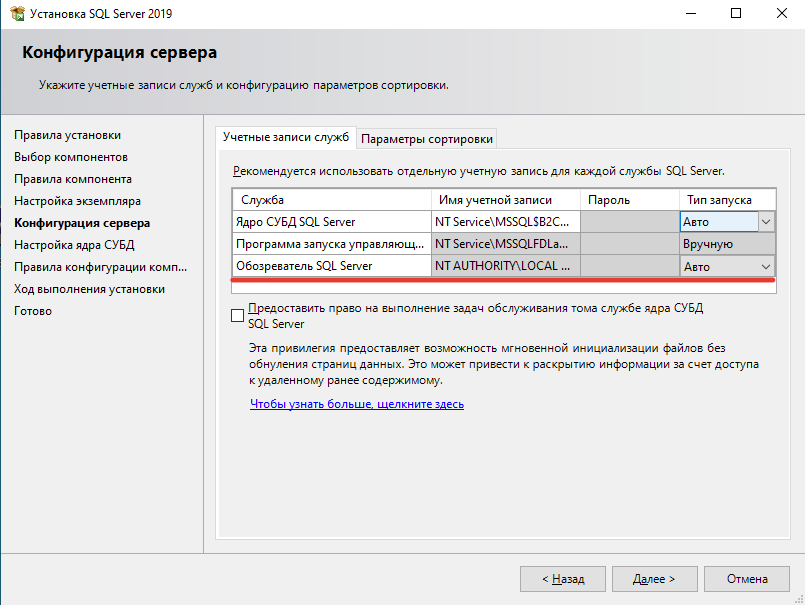 Установка SQL Server 2019
Конфигурация сервера
Укажите учетные записи служб и конфигурацию параметров сортировки.
Правила установки
Выбор компонентов
Правила компонента
Настройка экземпляра
Конфигурация сервера
Настройка ядра СУБД
Правила конфигурации комп...
Ход выполнения установки
Готово
Учетные записи служб Параметры сортировки
Рекомендуется использовать отдельную учетную запись для каждой службы SQL Server.
Служба Имя учетной записи Пароль Тип запуска
Ядро СУБД SQL Server NT Service\MSSQL$B2C... Авто
Программа запуска управляющ... NT Service\MSSQLFDLa... Вручную
Обозреватель SQL Server NT AUTHORITY\LOCAL ... Авто
Предоставить право на выполнение задач обслуживания тома службе ядра СУБД
SQL Server
Эта привилегия предоставляет возможность мгновенной инициализации файлов без
обнуления страниц данных. Это может привести к раскрытию информации за счет доступа
к удаленному ранее содержимому.
Чтобы узнать больше, щелкните здесь
< Назад Далее > Отмена